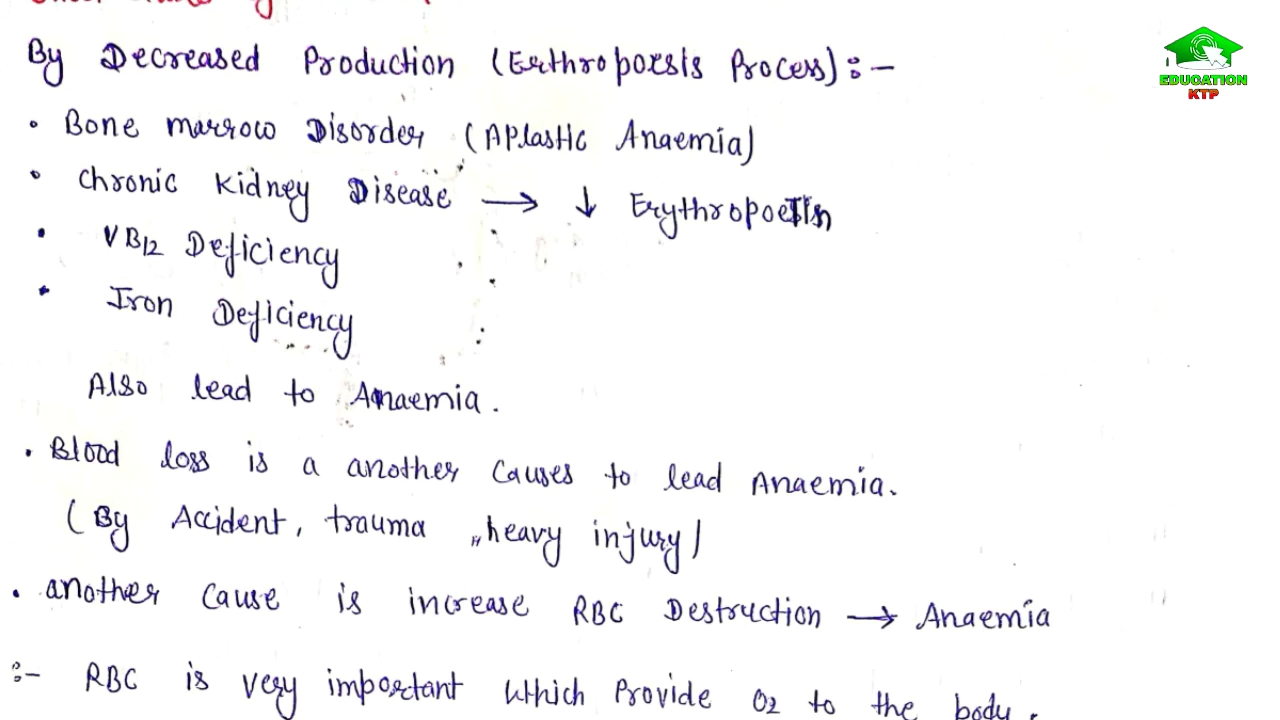 By Decreased Production (Erthropoesis Process) :-
EDUCATION
KTP
• Bone marrow Disorder (APlastic Anaemia)
• Chronic Kidney Disease → ↓ Erythropoetin
• VB12 Deficiency
• Iron Deficiency
Also lead to Anaemia.
• Blood loss is a another causes to lead Anaemia.
(By Accident, trauma ,, heavy injury)
• another cause is increase RBC Destruction → Anaemia
:- RBC is very important which Provide O2 to the body.